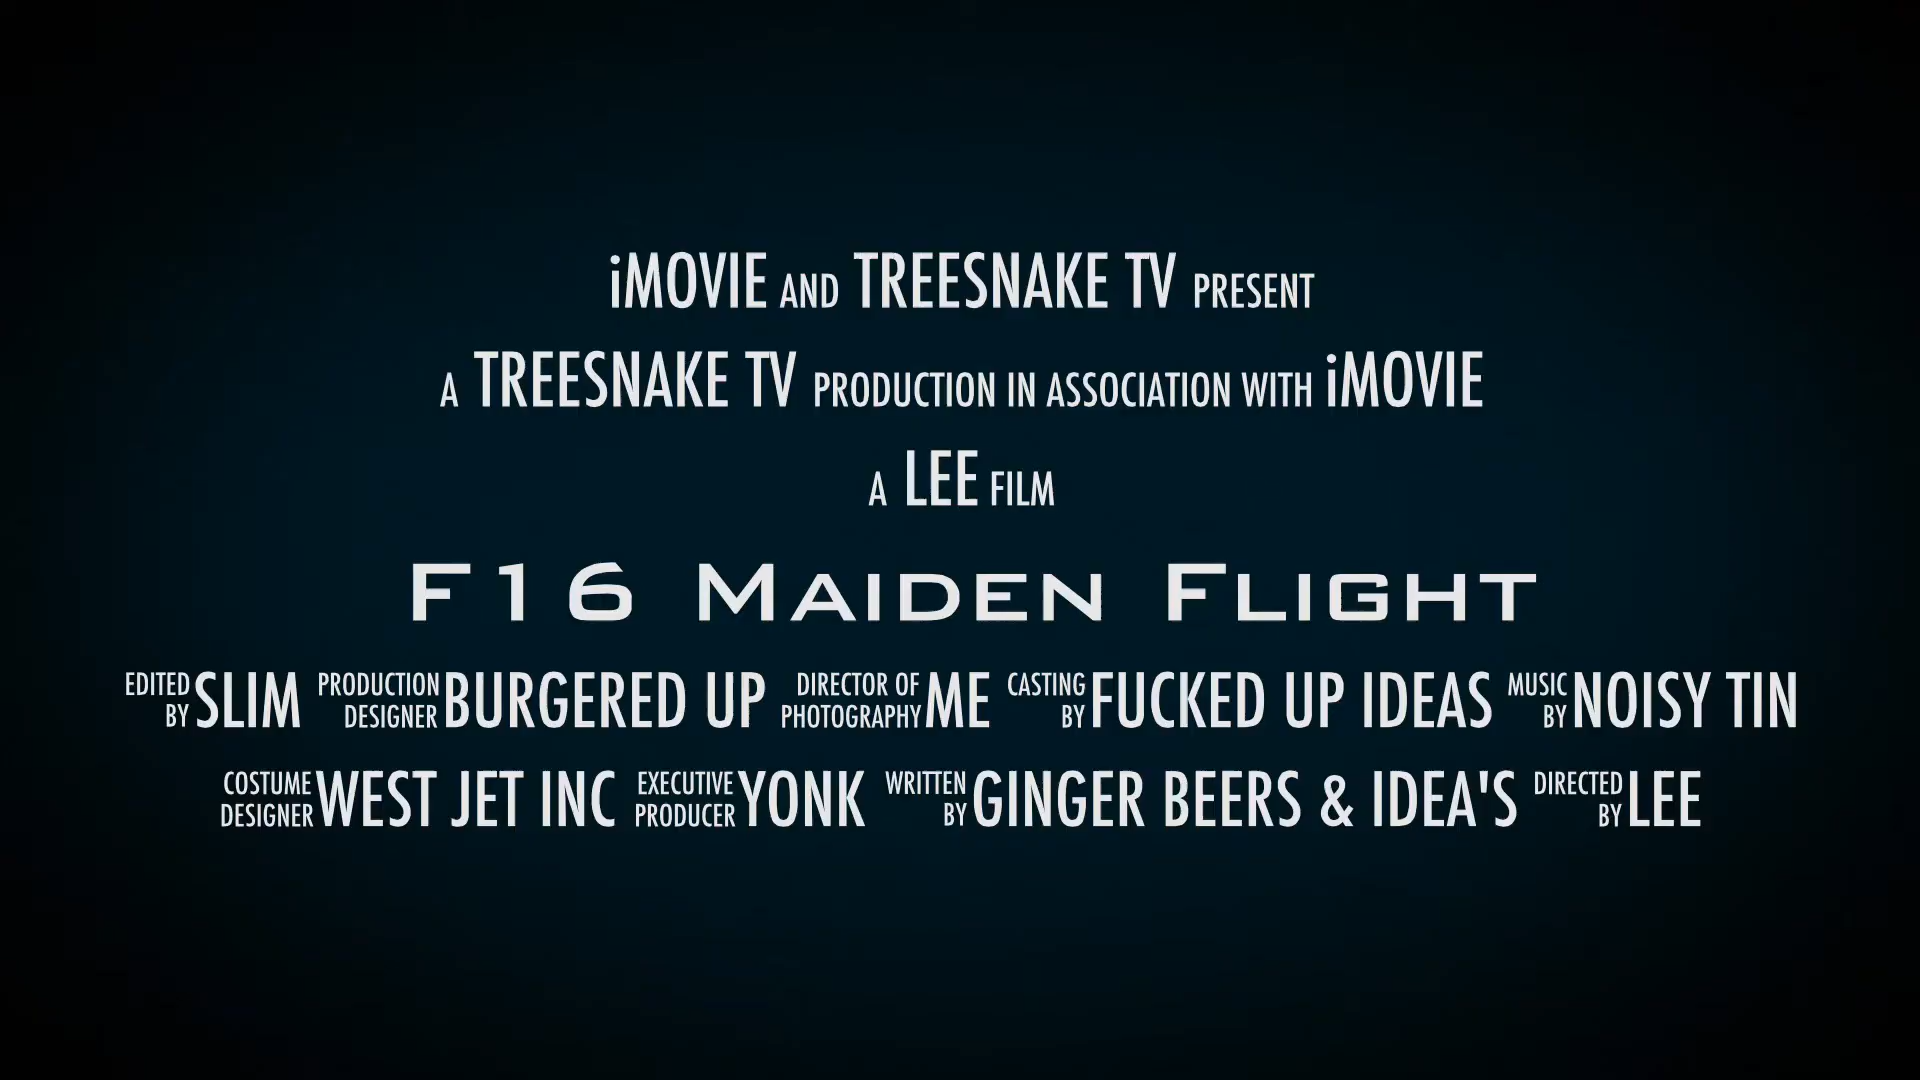 iMOVIE AND TREESNAKE TV PRESENT
A TREESNAKE TV PRODUCTION IN ASSOCIATION WITH iMOVIE
A LEE FILM
F16 MAIDEN FLIGHT
EDITED BY SLIM PRODUCTION DESIGNER BURGERED UP DIRECTOR OF PHOTOGRAPHY ME CASTING BY FUCKED UP IDEAS MUSIC BY NOISY TIN
COSTUME DESIGNER WEST JET INC EXECUTIVE PRODUCER YONK WRITTEN BY GINGER BEERS & IDEA'S DIRECTED BY LEE